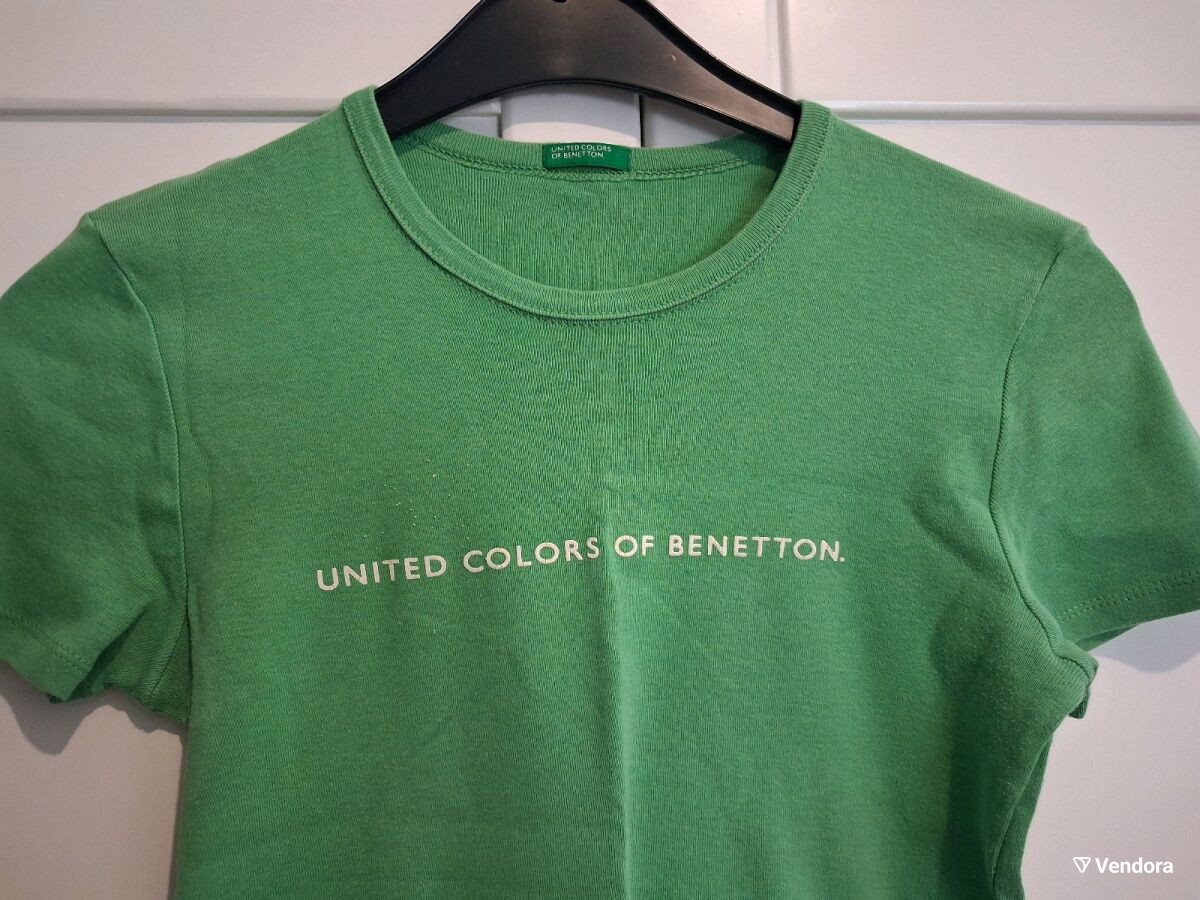 UNITED COLORS
OF BENETTON
UNITED COLORS OF BENETTON.
Vendora